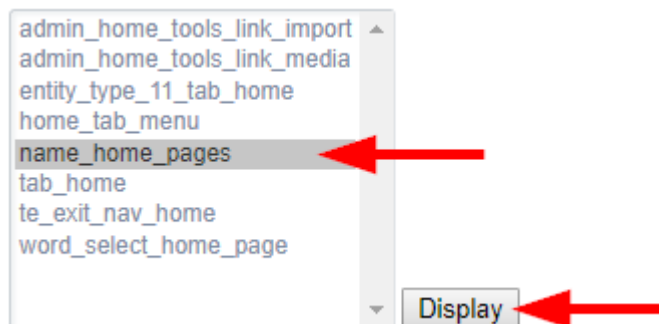 admin_home_tools_link_import
admin_home_tools_link_media
entity_type_11_tab_home
home_tab_menu
name_home_pages
tab_home
te_exit_nav_home
word_select_home_page
Display